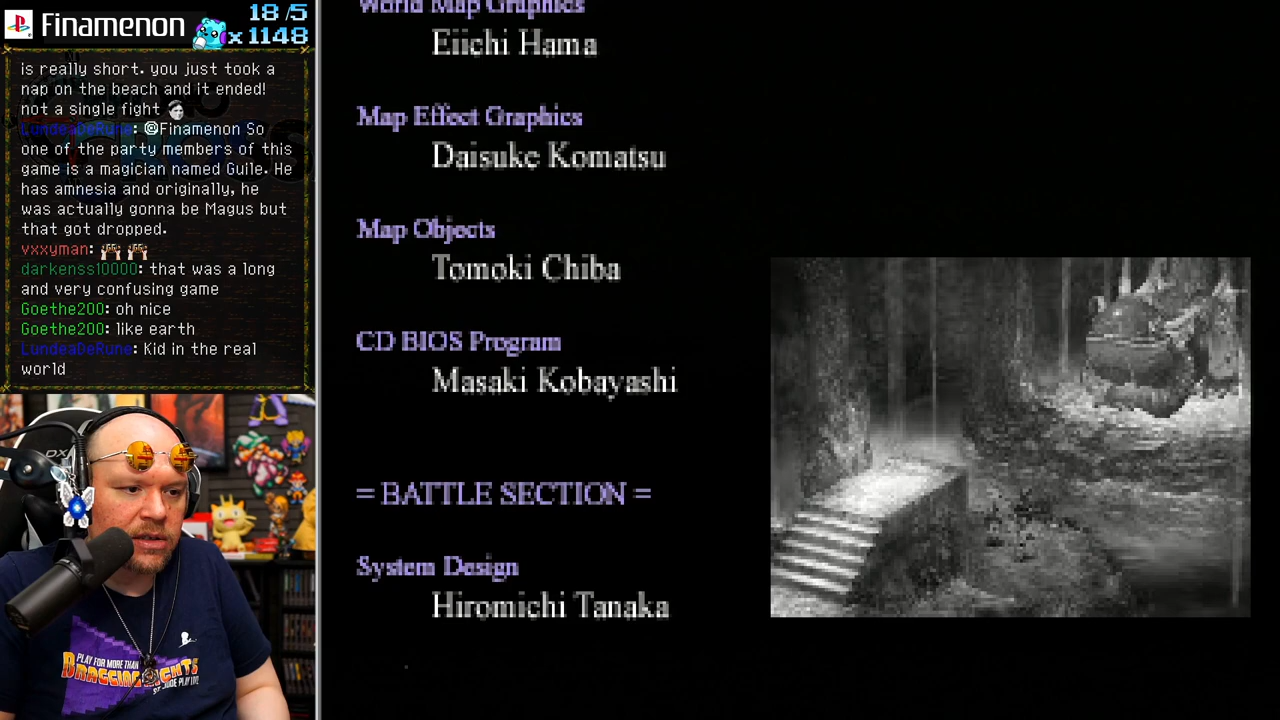 Finamenon
18/5
x 1148
is really short. you just took a
nap on the beach and it ended!
not a single fight
LundeaDeRune: @Finamenon So
one of the party members of this
game is a magician named Guile. He
has amnesia and originally, he
was actually gonna be Magus but
that got dropped.
vxxyman:
darkenss10000: that was a long
and very confusing game
Goethe200: oh nice
Goethe200: like earth
LundeaDeRune: Kid in the real
world
World Map Graphics
Eiichi Hama
Map Effect Graphics
Daisuke Komatsu
Map Objects
Tomoki Chiba
CD BIOS Program
Masaki Kobayashi
= BATTLE SECTION =
System Design
Hiromichi Tanaka
PLAY FOR MORE THAN